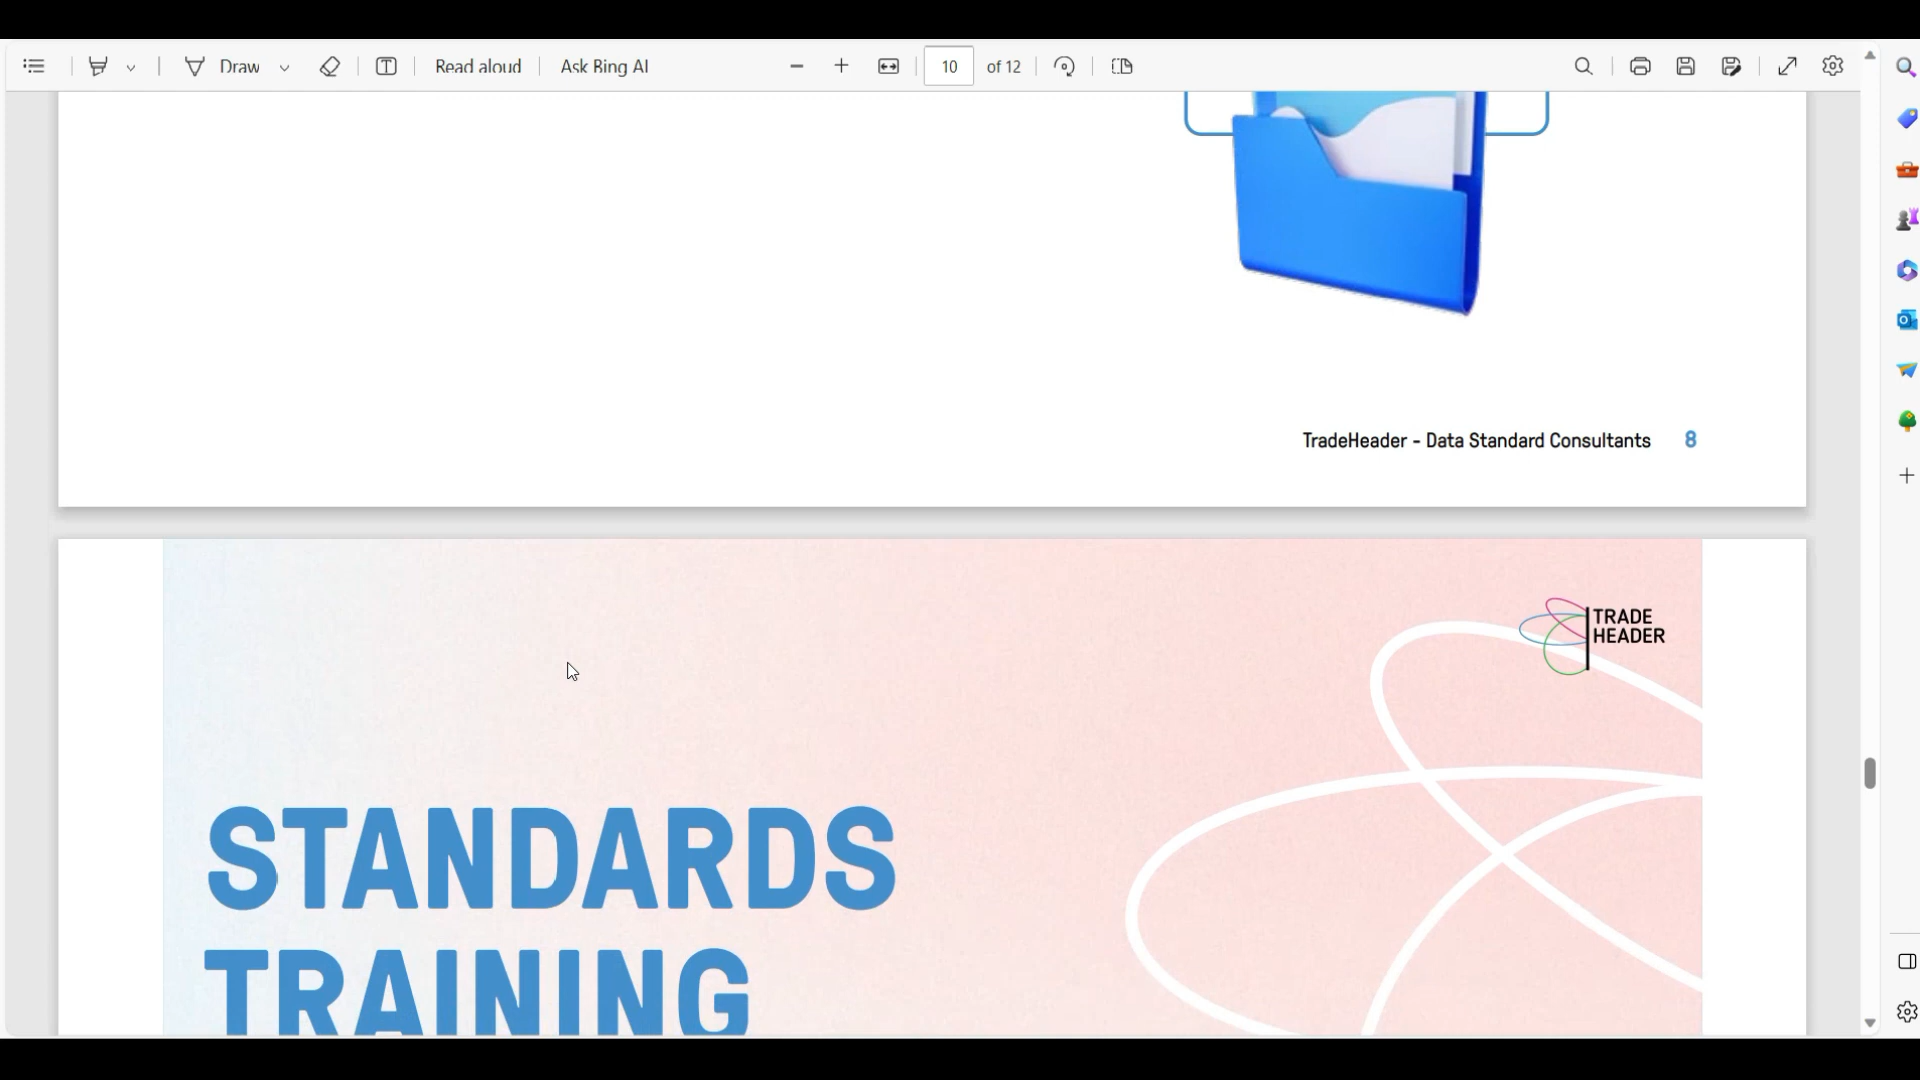 Draw
Read aloud
Ask Bing AI
10 of 12
TradeHeader - Data Standard Consultants 8
TRADE
HEADER
STANDARDS
TRAINING